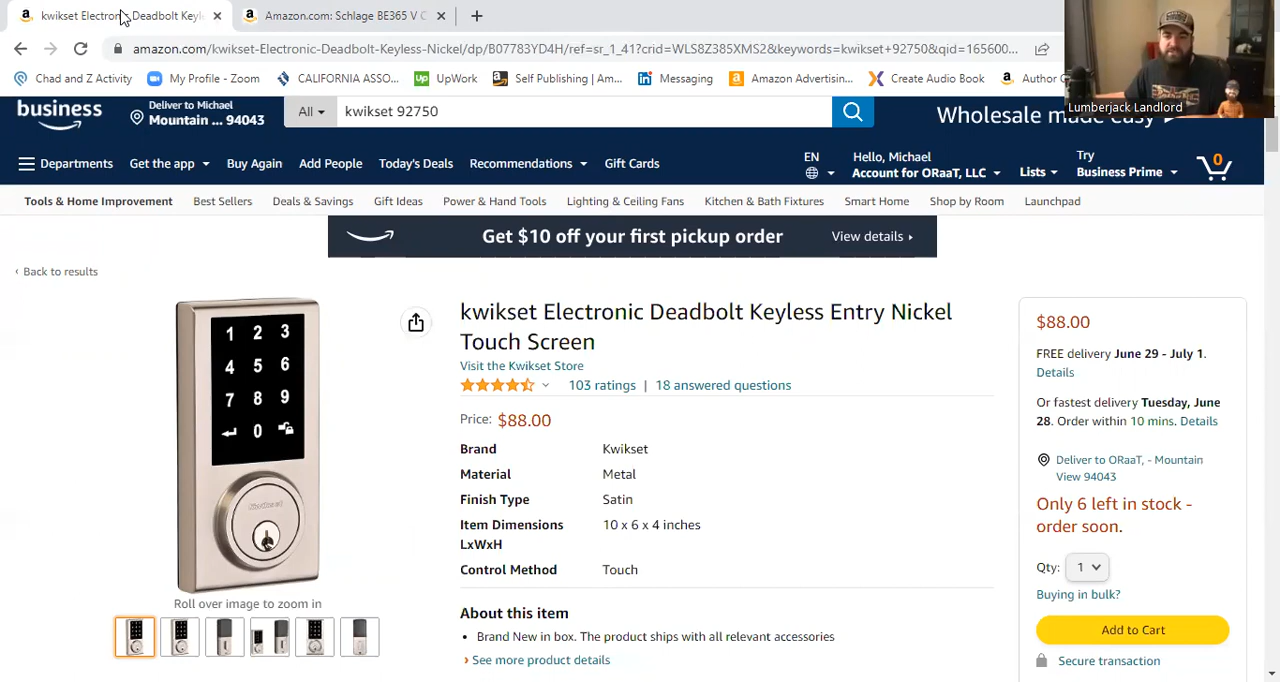 kwikset Electronic Deadbolt Keyl
Amazon.com: Schlage BE365 V C
amazon.com/kwikset-Electronic-Deadbolt-Keyless-Nickel/dp/B07783YD4H/ref=sr_1_41?crid=WLS8Z385XMS2&keywords=kwikset+92750&qid=165600...
Chad and Z Activity
My Profile - Zoom
CALIFORNIA ASSO...
Up UpWork
Self Publishing | Am...
in Messaging
Amazon Advertisin...
Create Audio Book
Author
Lumberjack Landlord
business
Deliver to Michael
Mountain ... 94043
All
kwikset 92750
Wholesale made easy
Departments
Get the app
Buy Again
Add People
Today's Deals
Recommendations
Gift Cards
EN
Hello, Michael
Account for ORaaT, LLC
Lists
Try
Business Prime
0
Tools & Home Improvement
Best Sellers
Deals & Savings
Gift Ideas
Power & Hand Tools
Lighting & Ceiling Fans
Kitchen & Bath Fixtures
Smart Home
Shop by Room
Launchpad
Get $10 off your first pickup order
View details
‹ Back to results
1 2 3
4 5 6
7 8 9
0
Kwikset
Roll over image to zoom in
kwikset Electronic Deadbolt Keyless Entry Nickel
Touch Screen
Visit the Kwikset Store
103 ratings | 18 answered questions
Price: $88.00
Brand Kwikset
Material Metal
Finish Type Satin
Item Dimensions 10 x 6 x 4 inches
LxWxH
Control Method Touch
About this item
• Brand New in box. The product ships with all relevant accessories
› See more product details
$88.00
FREE delivery June 29 - July 1.
Details
Or fastest delivery Tuesday, June
28. Order within 10 mins. Details
Deliver to ORaaT, - Mountain
View 94043
Only 6 left in stock -
order soon.
Qty: 1
Buying in bulk?
Add to Cart
Secure transaction